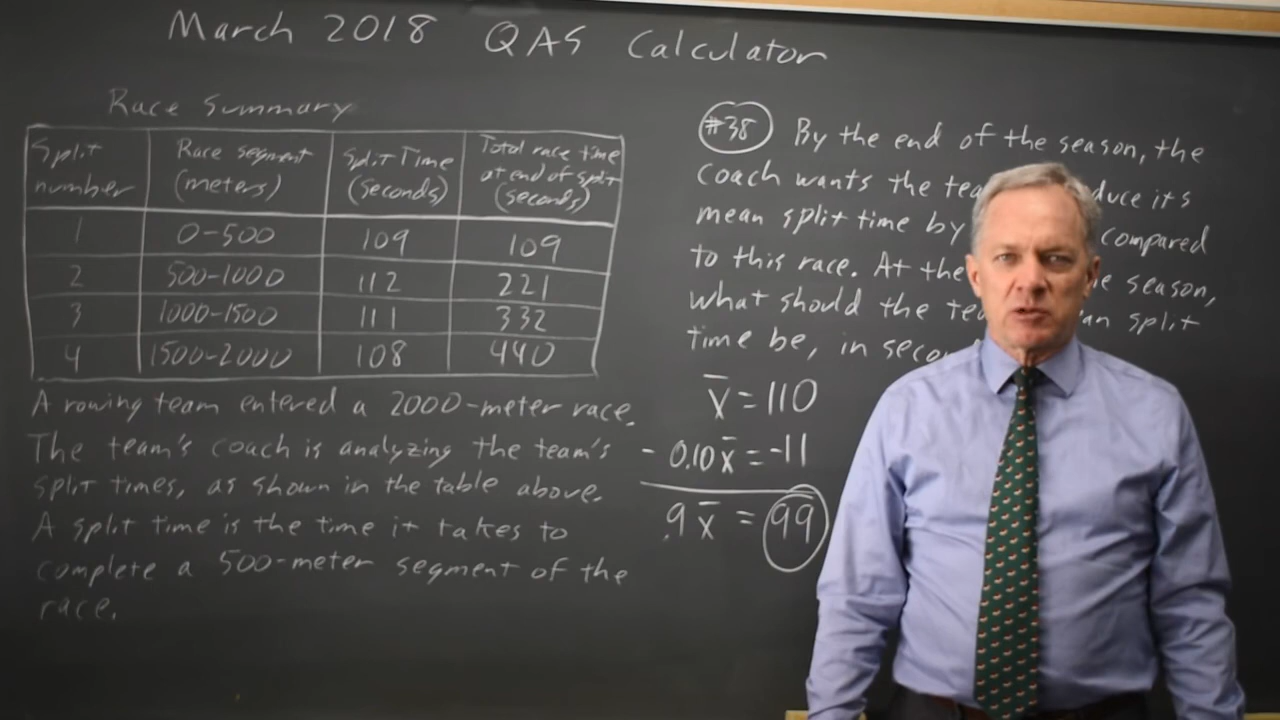 March 2018 QAS Calculator
Race Summary
Split number | Race segment (meters) | Split Time (seconds) | Total race time at end of split (seconds)
1 | 0-500 | 109 | 109
2 | 500-1000 | 112 | 221
3 | 1000-1500 | 111 | 332
4 | 1500-2000 | 108 | 440
A rowing team entered a 2000-meter race.
The team's coach is analyzing the team's
split times, as shown in the table above.
A split time is the time it takes to
complete a 500-meter segment of the
race.
#38 By the end of the season, the
coach wants the it's
mean split time by compared
to this race. At the season,
what should the split
time be, in
x̄ = 110
- 0.10x̄ = -11
.9x̄ = 99